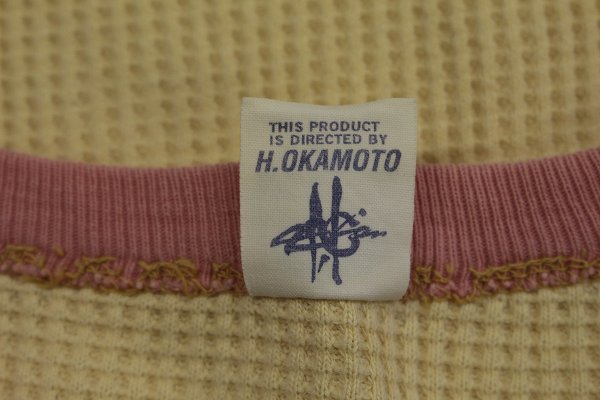 THIS PRODUCT
IS DIRECTED BY
H.OKAMOTO